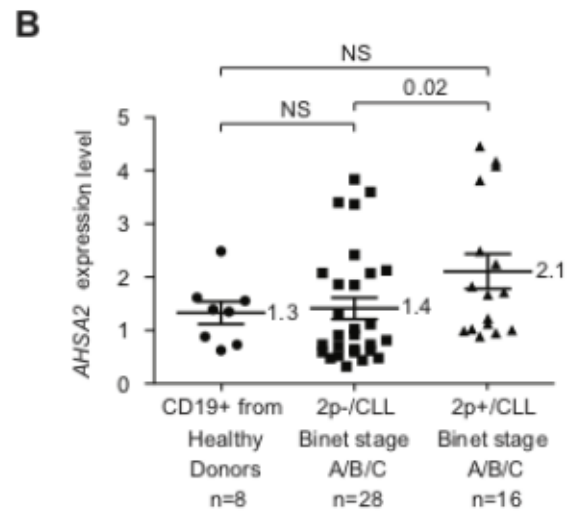 B
NS
0.02
NS
AHSA2 expression level
5
4
3
2
1
0
1.3
1.4
2.1
CD19+ from
Healthy
Donors
n=8
2p-/CLL
Binet stage
A/B/C
n=28
2p+/CLL
Binet stage
A/B/C
n=16